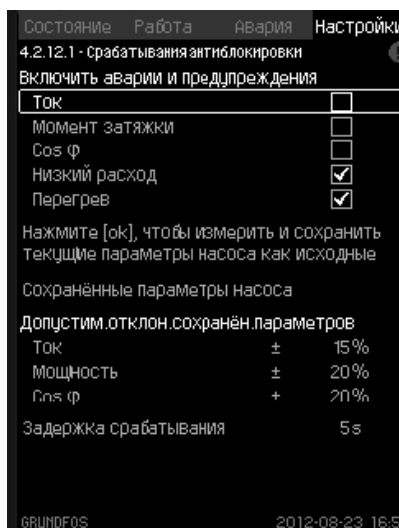 Состояние Работа Авария Настройки
4.2.12.1 - Срабатывания антиблокировки
Включить аварии и предупреждения
Ток
Момент затяжки
Cos φ
Низкий расход
Перегрев
Нажмите [ok], чтобы измерить и сохранить
текущие параметры насоса как исходные
Сохранённые параметры насоса
Допустим.отклон.сохранён.параметров
Ток ± 15%
Мощность ± 20%
Cos φ ± 20%
Задержка срабатывания 5s
GRUNDFOS 2012-08-23 16:5